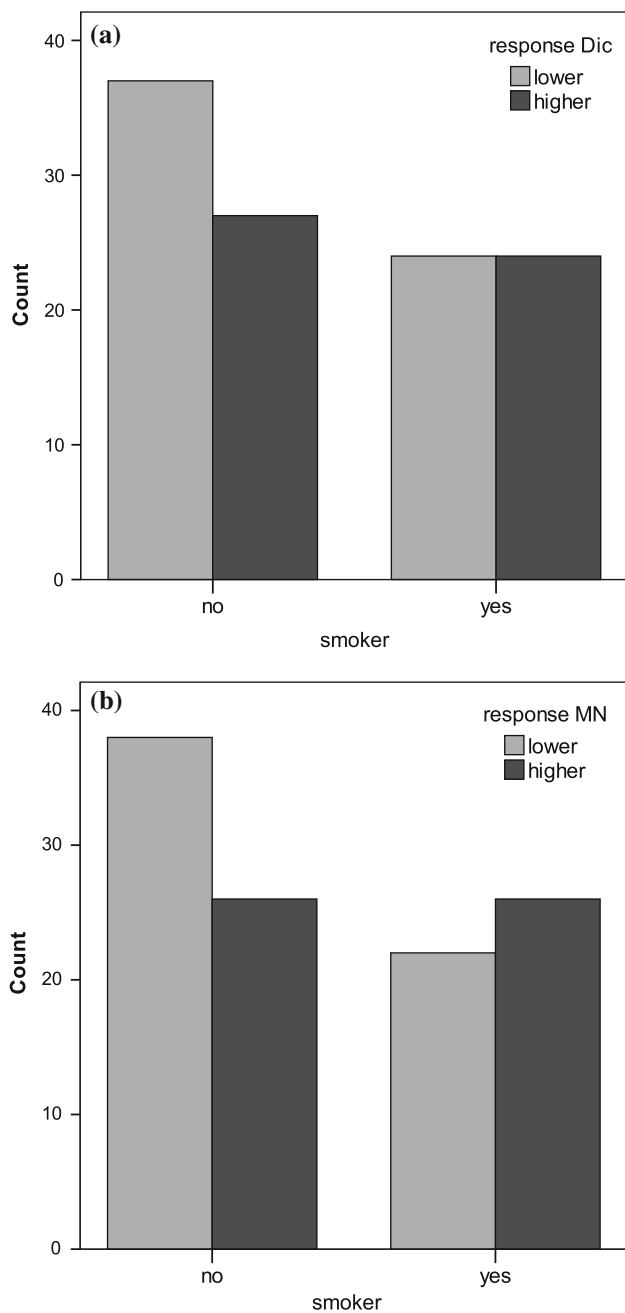 (a)
response Dic
lower
higher
40
30
20
10
0
Count
no yes
smoker
(b)
response MN
lower
higher
40
30
20
10
0
Count
no yes
smoker